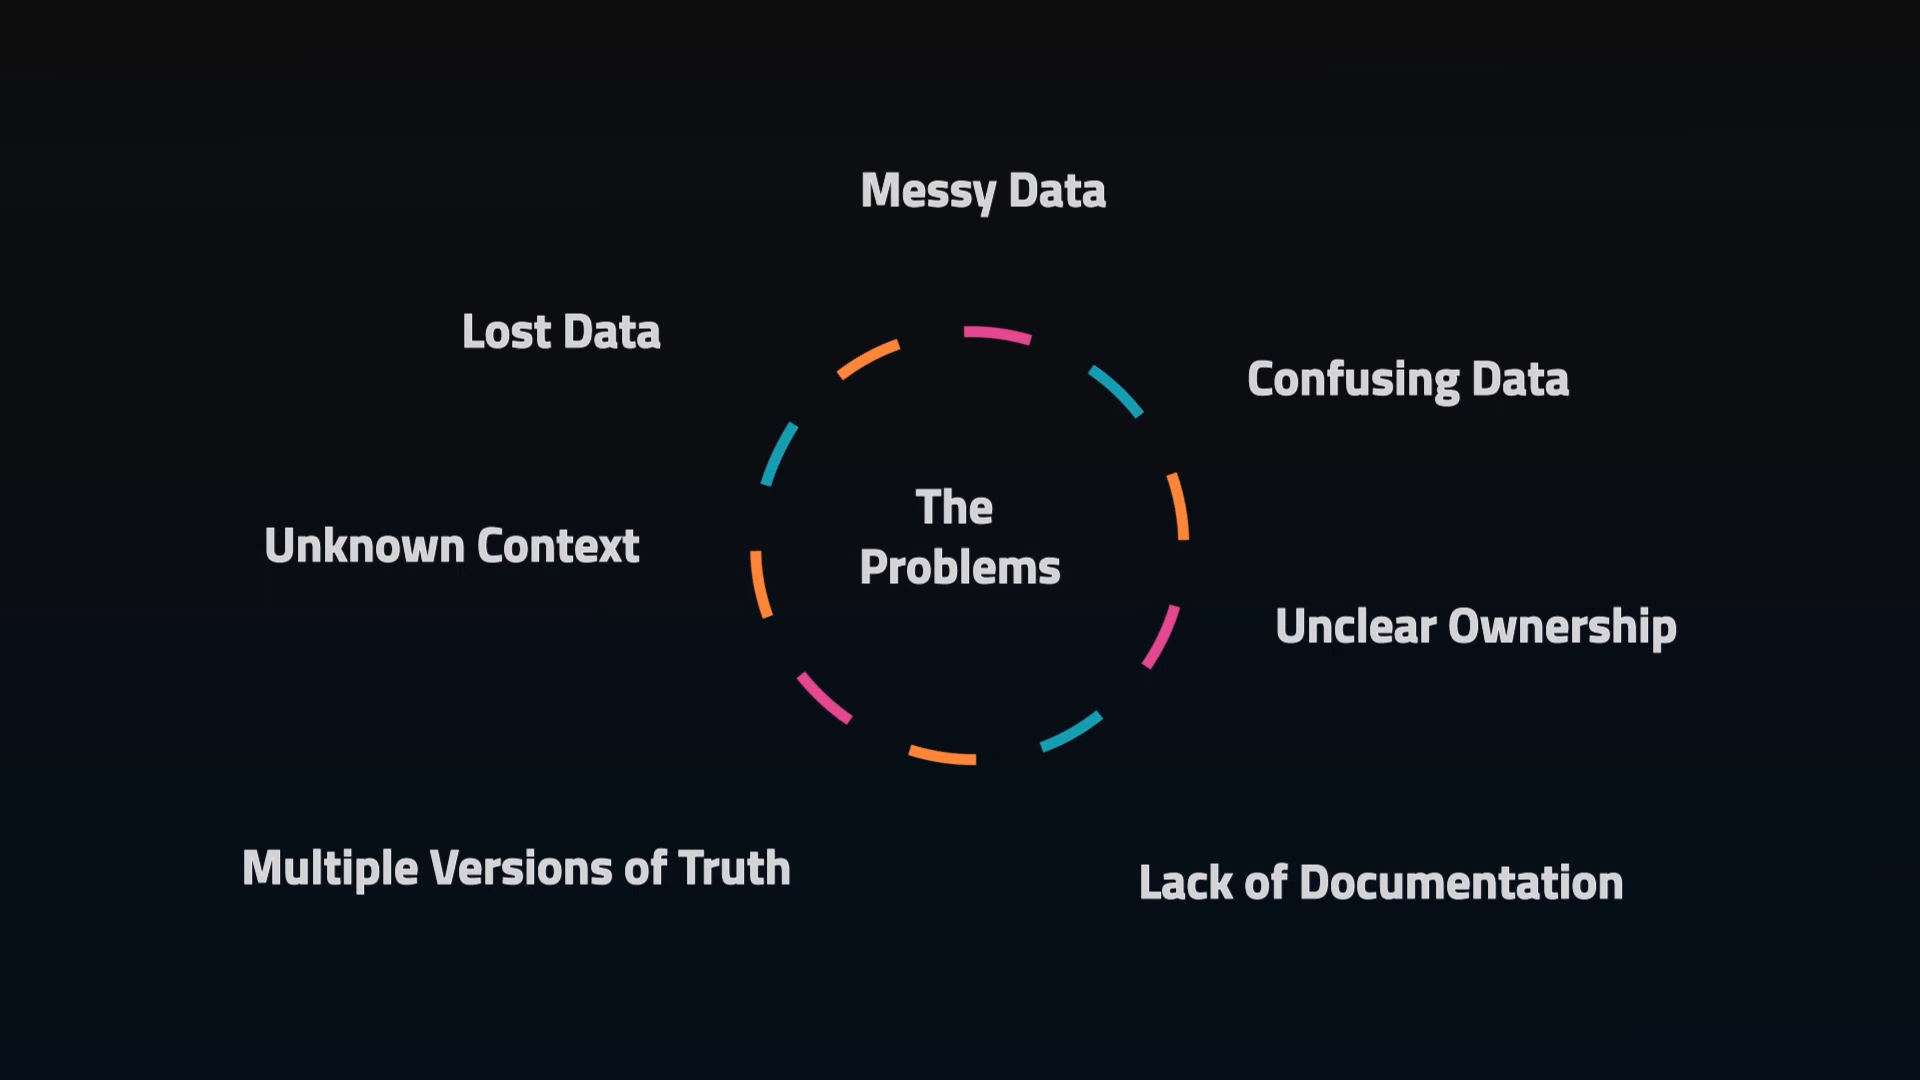 Messy Data
Lost Data
Confusing Data
The
Problems
Unknown Context
Unclear Ownership
Multiple Versions of Truth
Lack of Documentation